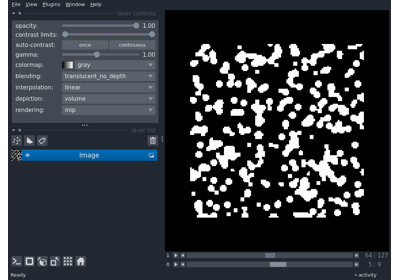 File View Plugins Window Help
layer controls
opacity: 1.00
contrast limits:
auto-contrast: once continuous
gamma: 1.00
colormap: gray
blending: translucent_no_depth
interpolation: linear
depiction: volume
rendering: mip
layer list
Image
1 64 127
0 5 9
Ready activity